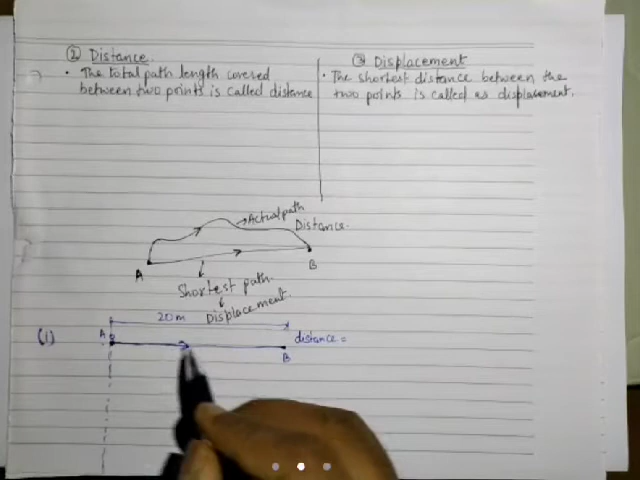 ② Distance
• The total path length covered
between two points is called distance
③ Displacement
• The shortest distance between the
two points is called as displacement.
→Actual path
Distance
A
B
Shortest path
Displacement
(i)
20m
A
B
distance =